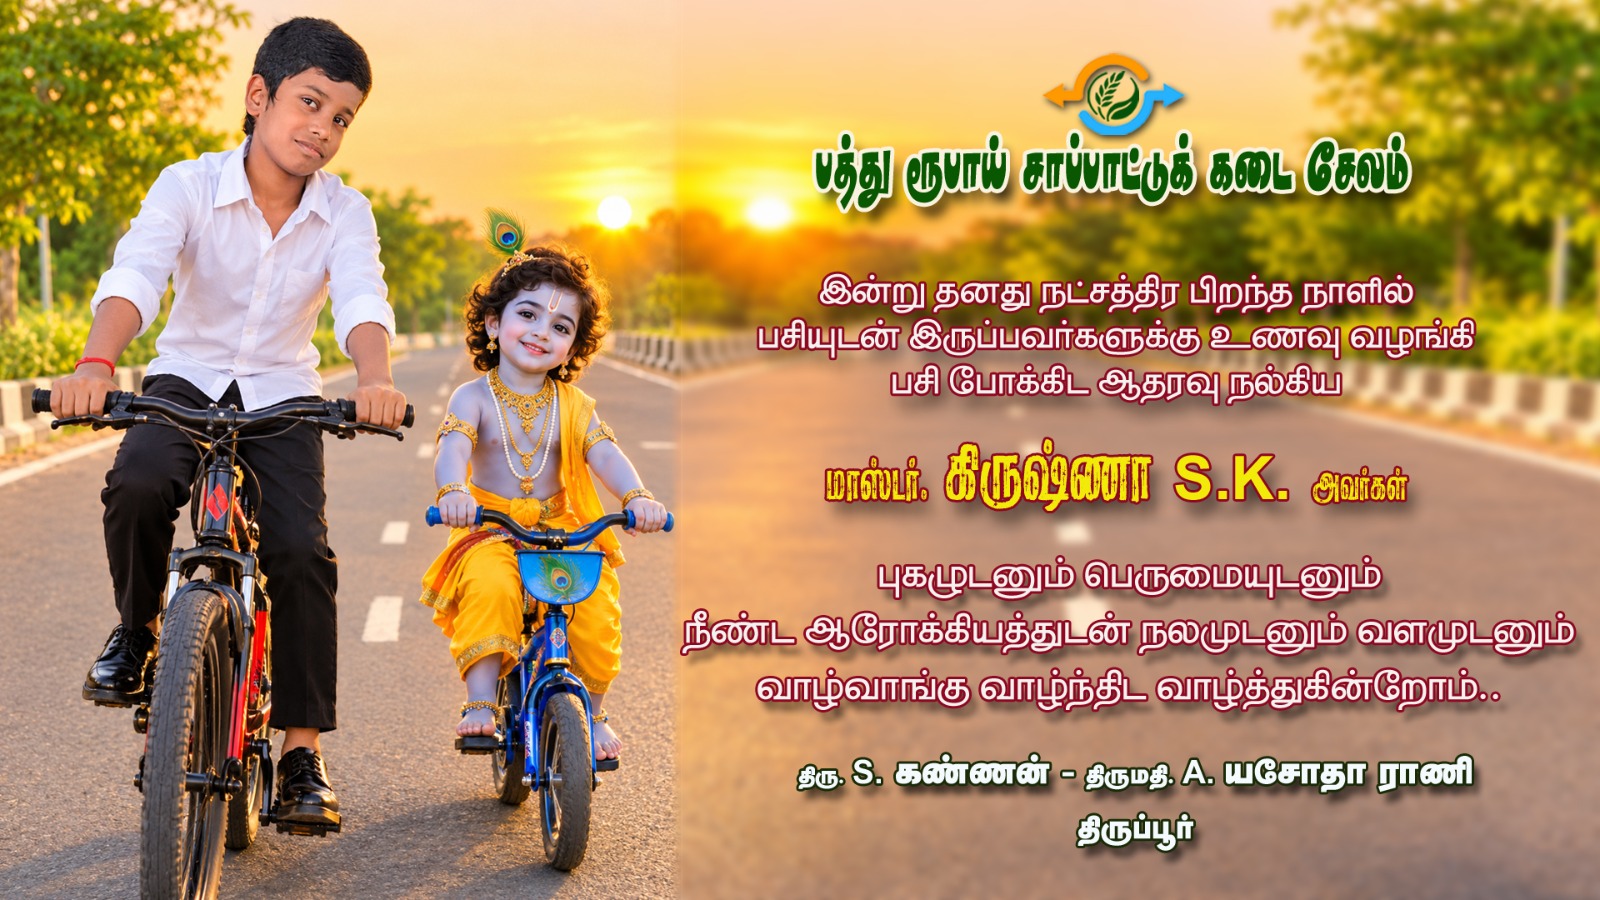 பத்து ரூபாய் சாப்பாட்டுக் கடை சேலம்
இன்று தனது நட்சத்திர பிறந்த நாளில்
பசியுடன் இருப்பவர்களுக்கு உணவு வழங்கி
பசி போக்கிட ஆதரவு நல்கிய
மாஸ்டர். கிருஷ்ணா S.K. அவர்கள்
புகழுடனும் பெருமையுடனும்
நீண்ட ஆரோக்கியத்துடன் நலமுடனும் வளமுடனும்
வாழ்வாங்கு வாழ்ந்திட வாழ்த்துகின்றோம்..
திரு. S. கண்ணன் - திருமதி. A. யசோதா ராணி
திருப்பூர்